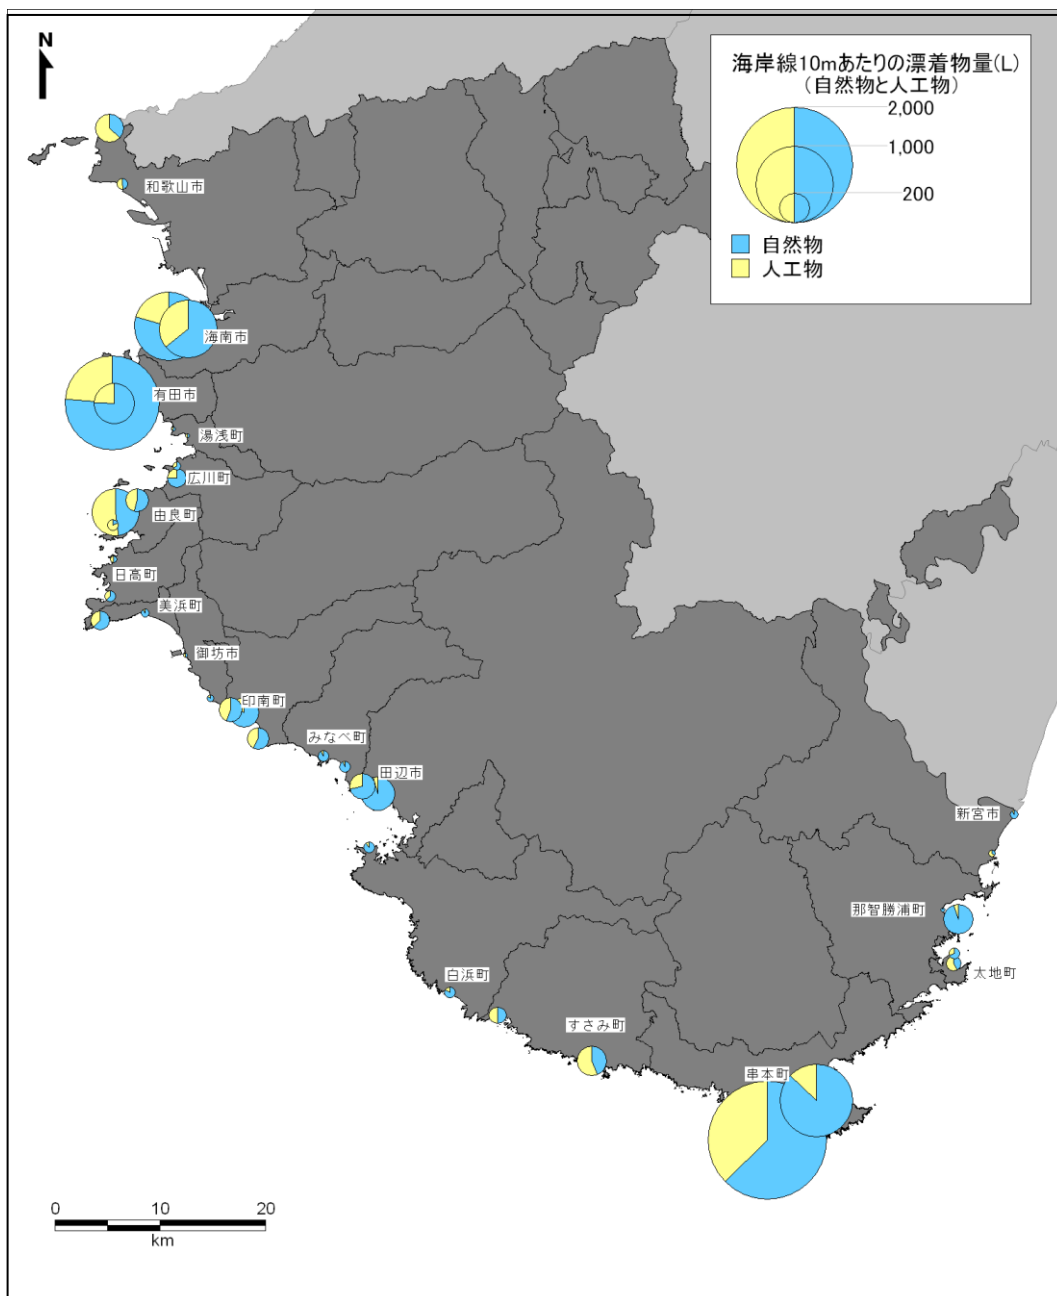 N
海岸線10mあたりの漂着物量(L)
(自然物と人工物)
2,000
1,000
200
自然物
人工物
和歌山市
海南市
有田市
湯浅町
広川町
由良町
日高町
美浜町
御坊市
印南町
みなべ町
田辺市
新宮市
那智勝浦町
太地町
白浜町
すさみ町
串本町
0 10 20
km